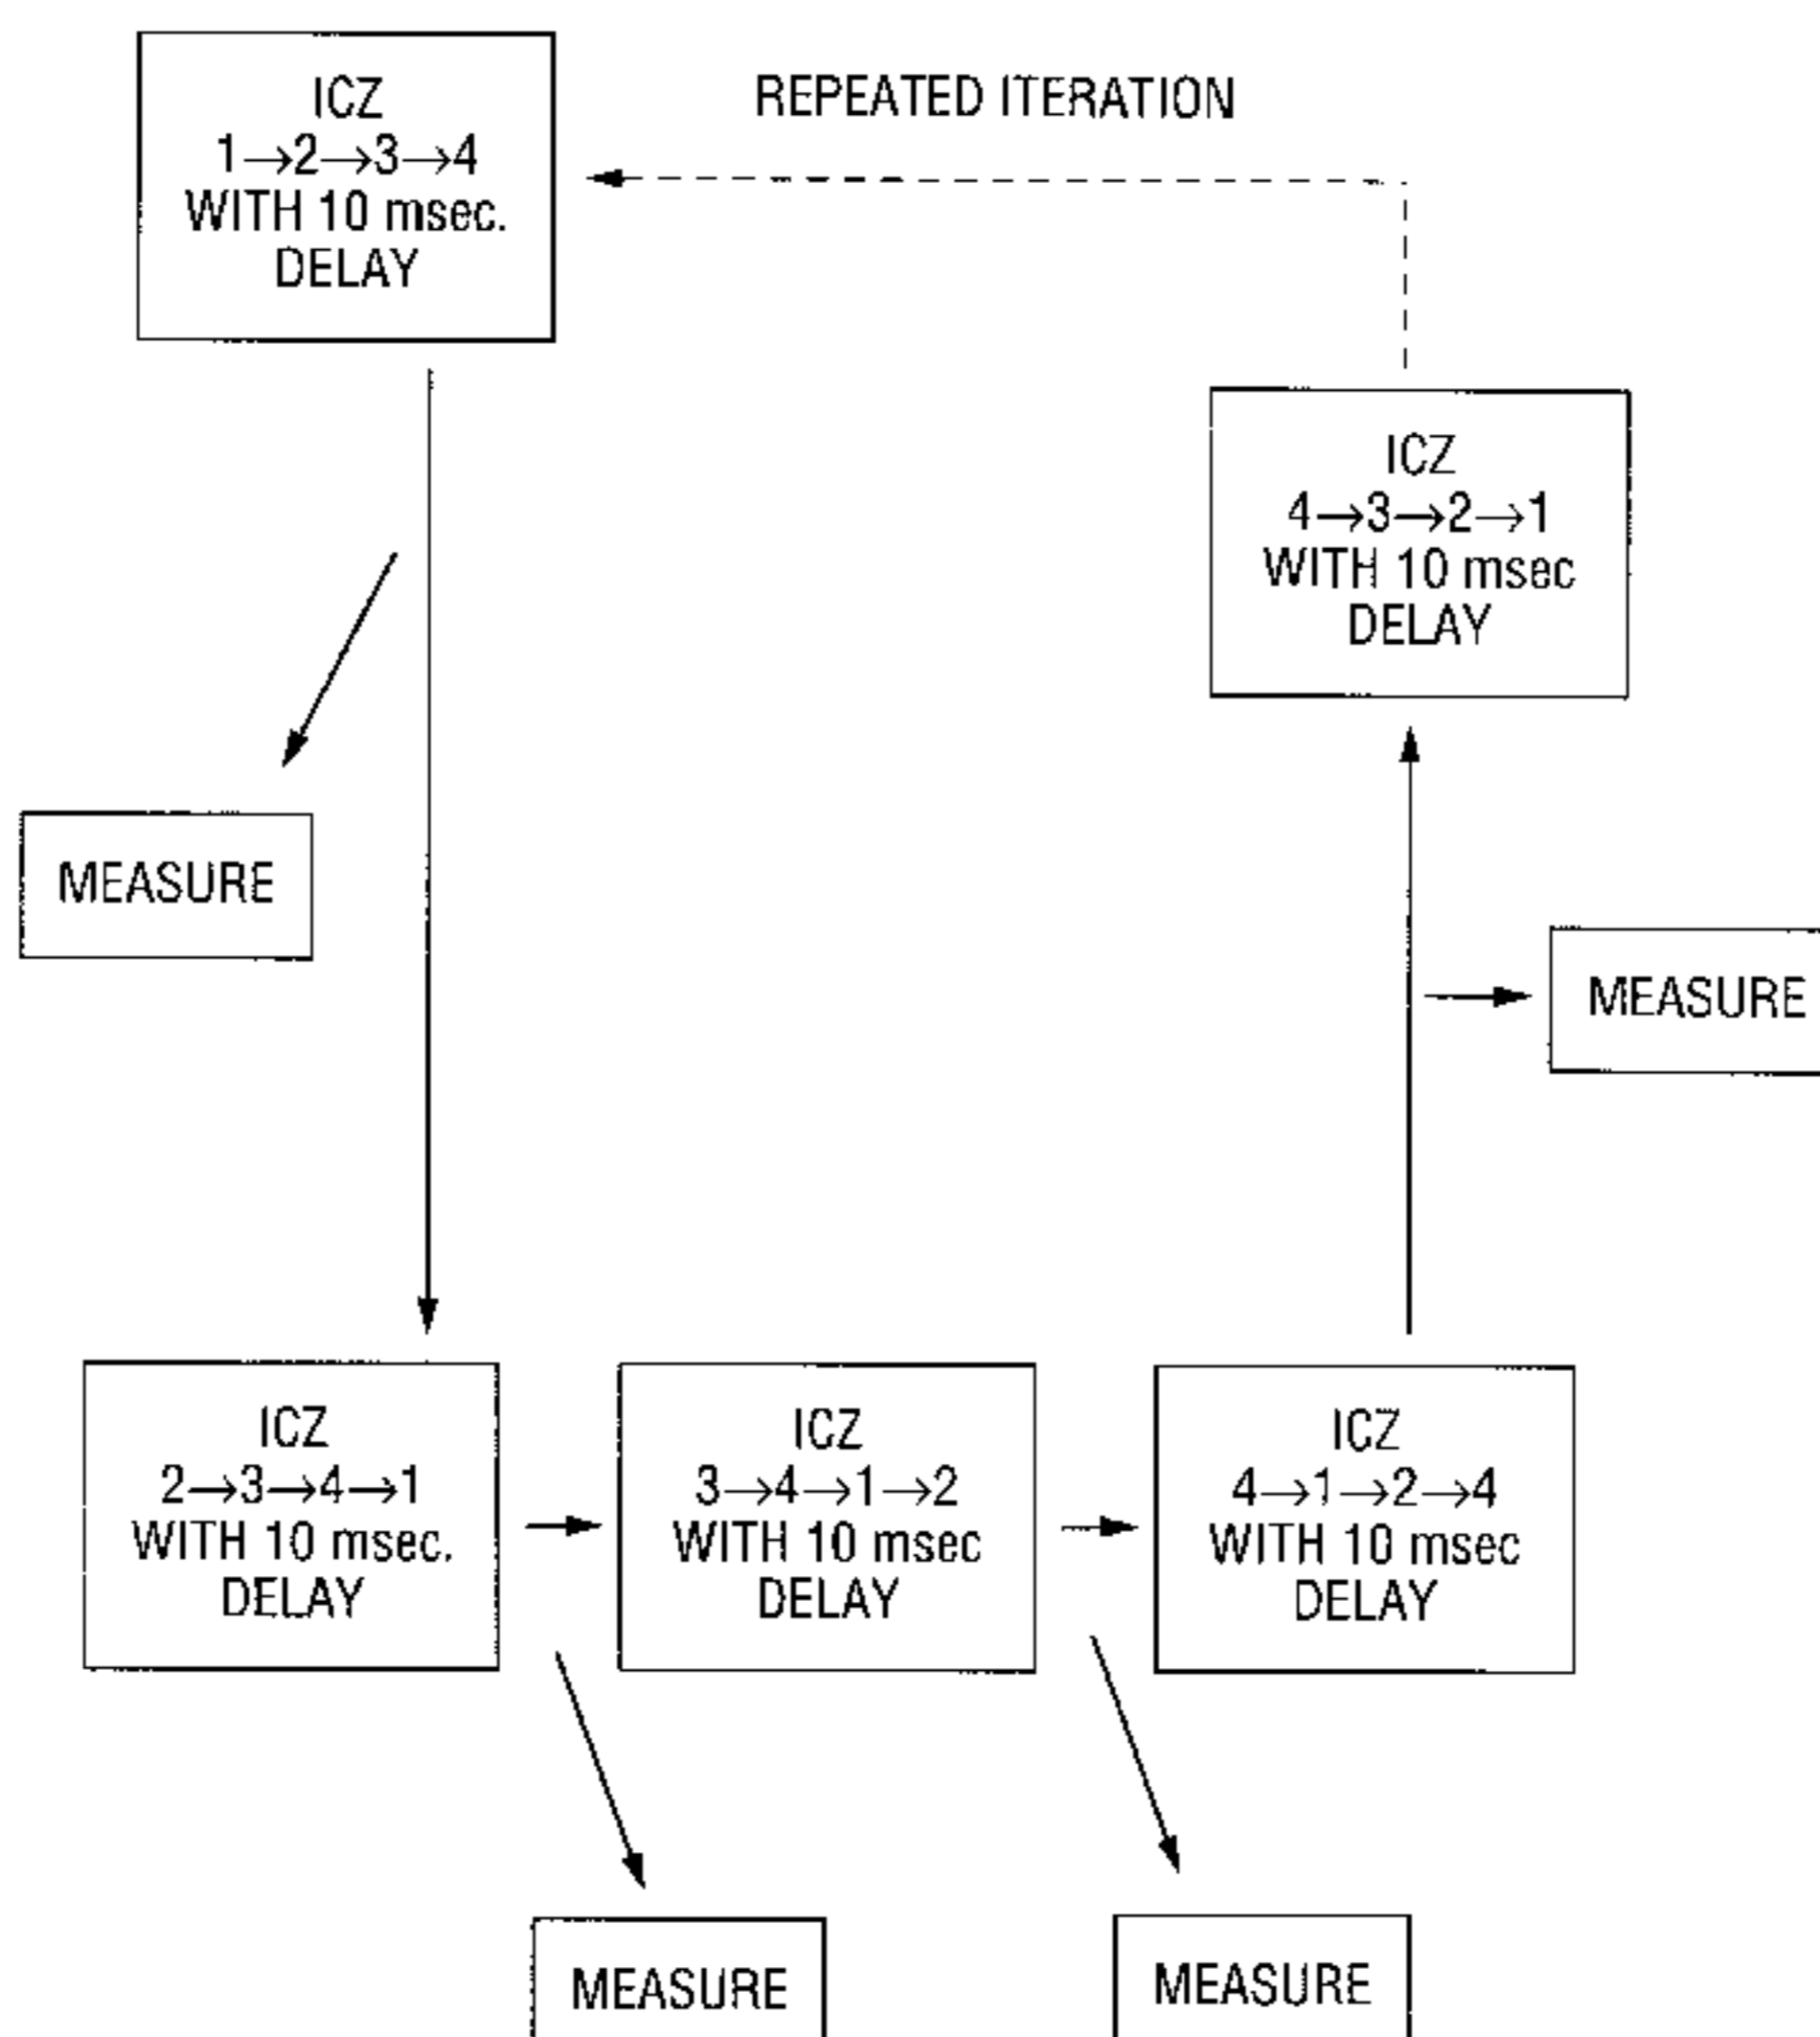 ICZ
1→2→3→4
WITH 10 msec.
DELAY
REPEATED ITERATION
ICZ
4→3→2→1
WITH 10 msec
DELAY
MEASURE
MEASURE
ICZ
2→3→4→1
WITH 10 msec.
DELAY
ICZ
3→4→1→2
WITH 10 msec
DELAY
ICZ
4→1→2→4
WITH 10 msec
DELAY
MEASURE
MEASURE